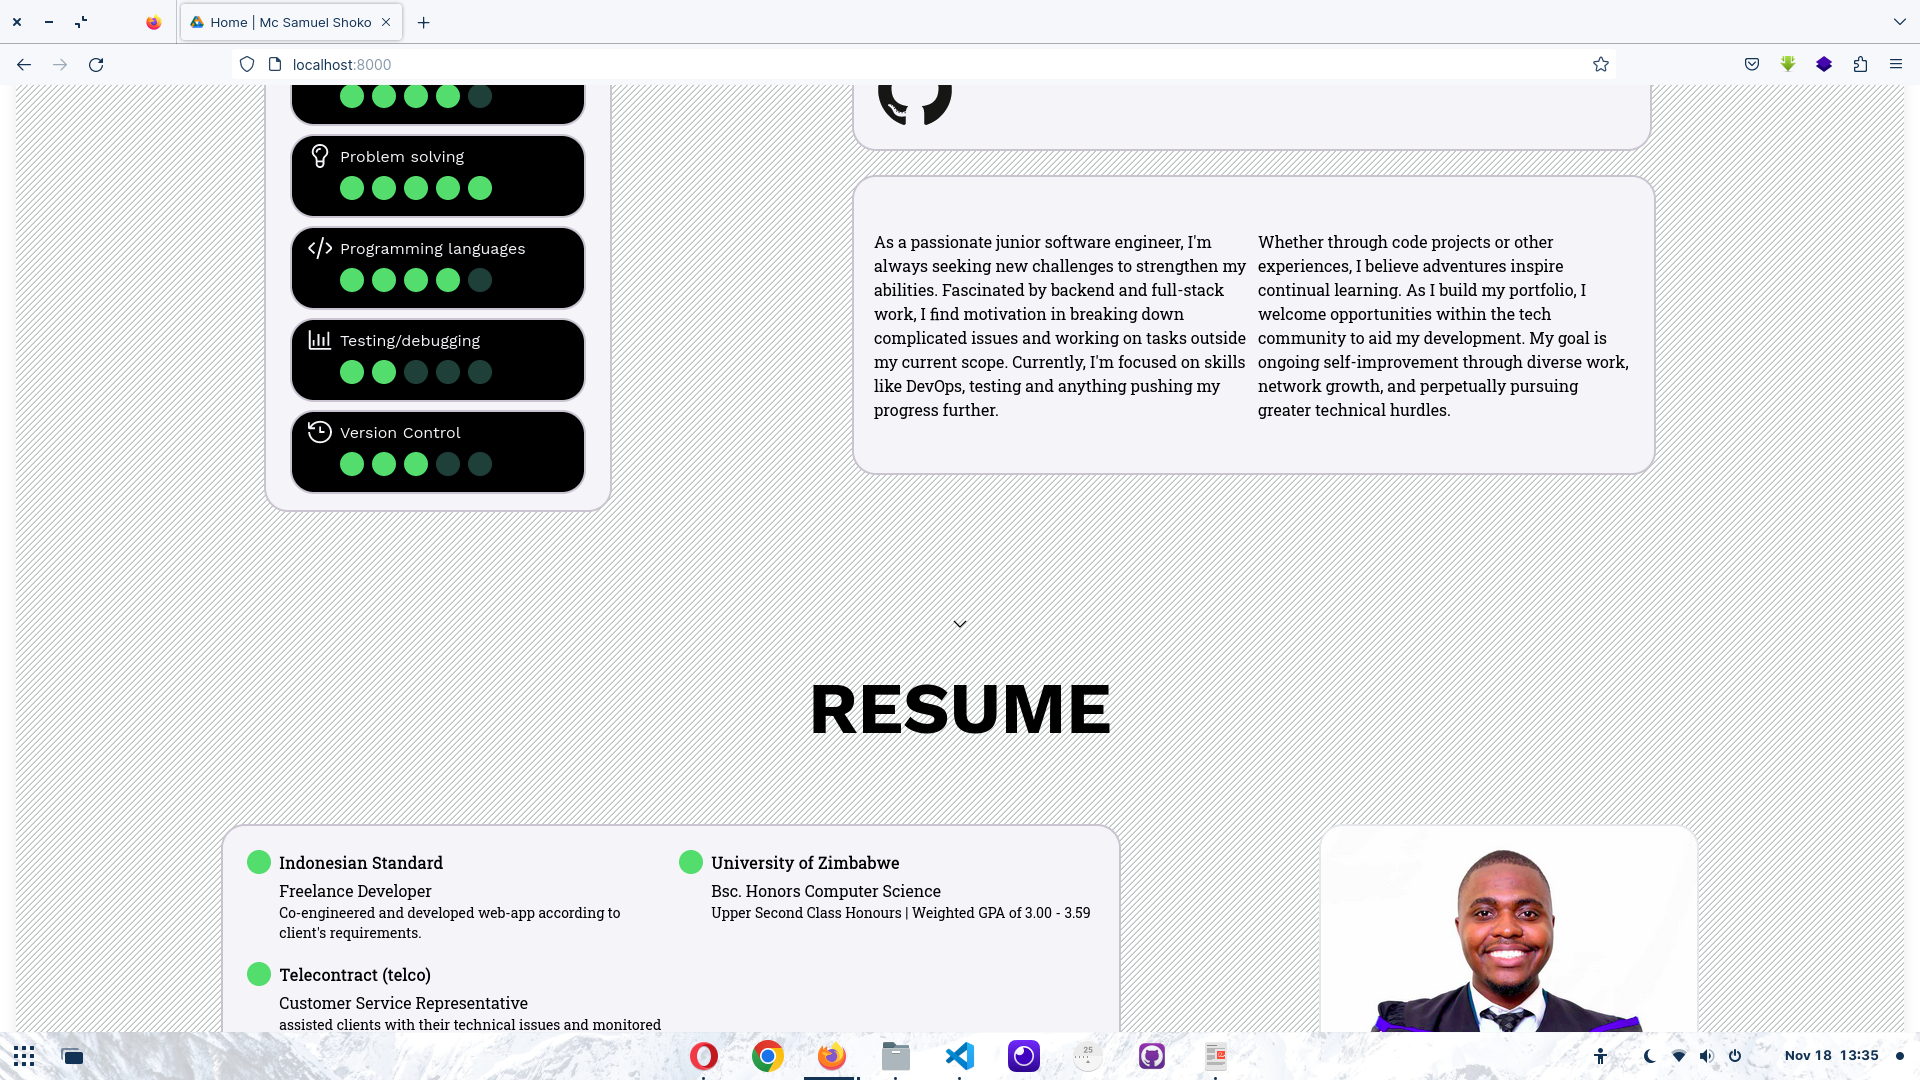 Home | Mc Samuel Shoko
localhost:8000
Problem solving
Programming languages
Testing/debugging
Version Control
As a passionate junior software engineer, I'm
always seeking new challenges to strengthen my
abilities. Fascinated by backend and full-stack
work, I find motivation in breaking down
complicated issues and working on tasks outside
my current scope. Currently, I'm focused on skills
like DevOps, testing and anything pushing my
progress further.
Whether through code projects or other
experiences, I believe adventures inspire
continual learning. As I build my portfolio, I
welcome opportunities within the tech
community to aid my development. My goal is
ongoing self-improvement through diverse work,
network growth, and perpetually pursuing
greater technical hurdles.
RESUME
Indonesian Standard
Freelance Developer
Co-engineered and developed web-app according to
client's requirements.
Telecontract (telco)
Customer Service Representative
assisted clients with their technical issues and monitored
University of Zimbabwe
Bsc. Honors Computer Science
Upper Second Class Honours | Weighted GPA of 3.00 - 3.59
25
Nov 18 13:35